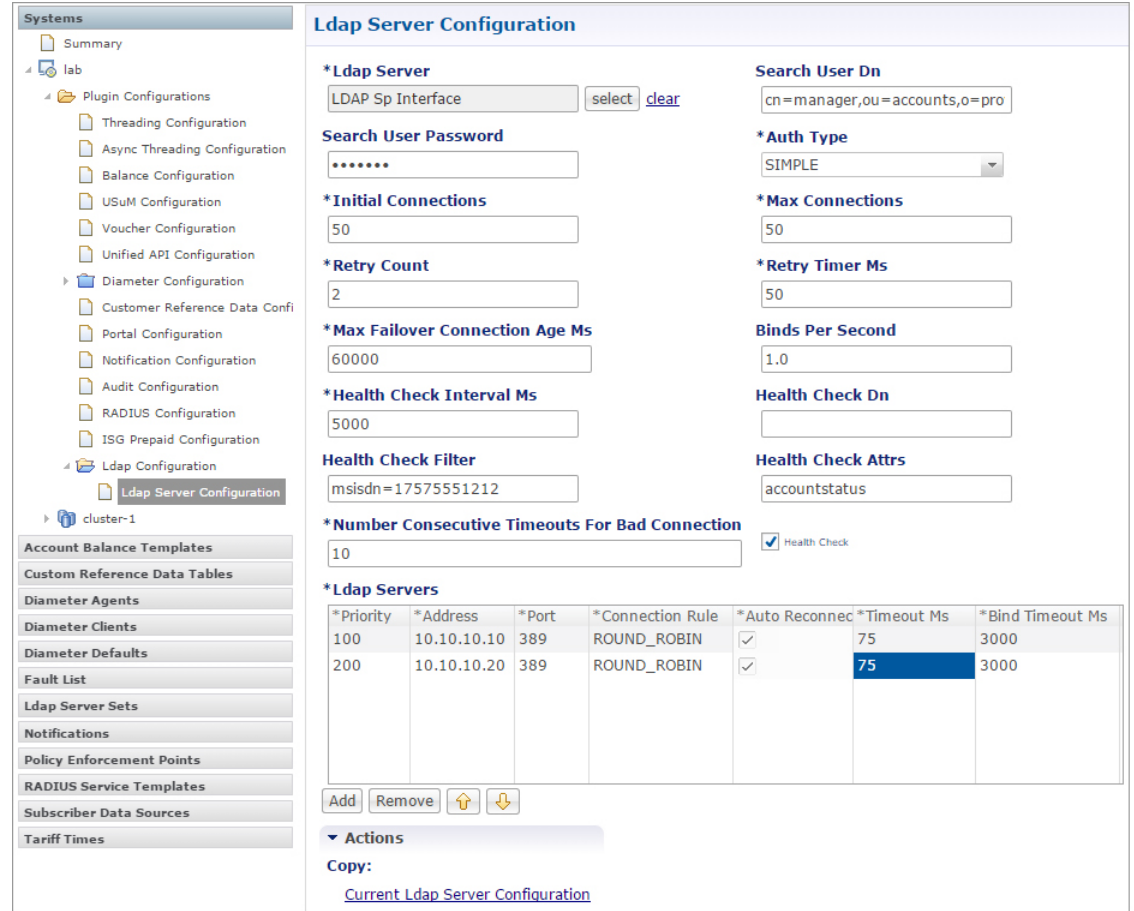 Systems
Summary
lab
Plugin Configurations
Threading Configuration
Async Threading Configuration
Balance Configuration
USuM Configuration
Voucher Configuration
Unified API Configuration
Diameter Configuration
Customer Reference Data Confi
Portal Configuration
Notification Configuration
Audit Configuration
RADIUS Configuration
ISG Prepaid Configuration
Ldap Configuration
Ldap Server Configuration
cluster-1
Account Balance Templates
Custom Reference Data Tables
Diameter Agents
Diameter Clients
Diameter Defaults
Fault List
Ldap Server Sets
Notifications
Policy Enforcement Points
RADIUS Service Templates
Subscriber Data Sources
Tariff Times
Ldap Server Configuration
*Ldap Server Search User Dn
LDAP Sp Interface select clear cn=manager,ou=accounts,o=pro
Search User Password *Auth Type
••••••• SIMPLE
*Initial Connections *Max Connections
50 50
*Retry Count *Retry Timer Ms
2 50
*Max Failover Connection Age Ms Binds Per Second
60000 1.0
*Health Check Interval Ms Health Check Dn
5000
Health Check Filter Health Check Attrs
msisdn=17575551212 accountstatus
*Number Consecutive Timeouts For Bad Connection
10 Health Check
*Ldap Servers
*Priority *Address *Port *Connection Rule *Auto Reconnec *Timeout Ms *Bind Timeout Ms
100 10.10.10.10 389 ROUND_ROBIN 75 3000
200 10.10.10.20 389 ROUND_ROBIN 75 3000
Add Remove
Actions
Copy:
Current Ldap Server Configuration